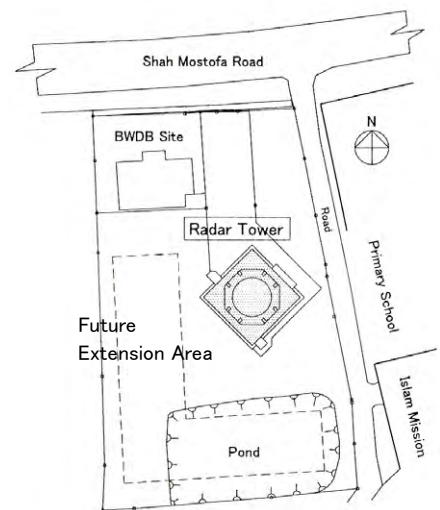 Shah Mostofa Road
BWDB Site
N
Road
Radar Tower
Primary School
Future
Extension Area
Islam Mission
Pond